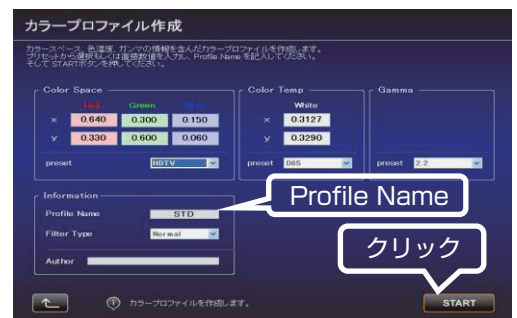 カラープロファイル作成
カラースペース、色温度、ガンマの情報を含んだカラープロファイルを作成します。
プリセットから選択もしくは直接数値を入力し、Profile Name を記入してください。
そして STARTボタンを押してください。
Color Space
Color Temp
Gamma
Red Green Blue
White
x 0.640 0.300 0.150
x 0.3127
y 0.330 0.600 0.060
y 0.3290
preset HDTV
preset D65
preset 2.2
Information
Profile Name STD
Profile Name
Filter Type Normal
クリック
Author
カラープロファイルを作成します。
START